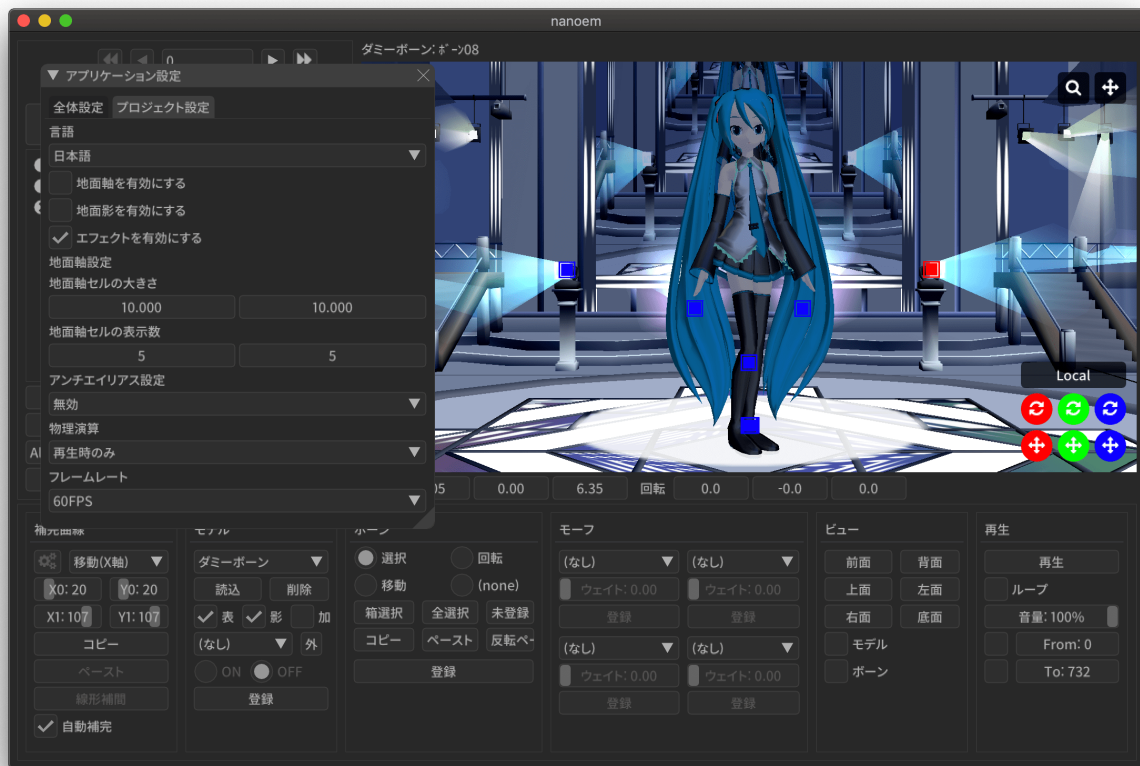 nanoem
0
ダミーボーン: ﾎﾞｰﾝ08
アプリケーション設定
全体設定 プロジェクト設定
言語
日本語
地面軸を有効にする
地面影を有効にする
エフェクトを有効にする
地面軸設定
地面軸セルの大きさ
10.000 10.000
地面軸セルの表示数
5 5
アンチエイリアス設定
無効
物理演算
再生時のみ
フレームレート
60FPS
Local
05 0.00 6.35 回転 0.0 -0.0 0.0
補完曲線
移動(X軸)
X0: 20 Y0: 20
X1: 107 Y1: 107
コピー
ペースト
線形補間
自動補完
モデル
ダミーボーン
読込 削除
表 影 加
(なし) 外
ON OFF
登録
ボーン
選択 回転
移動 (none)
箱選択 全選択 未登録
コピー ペースト 反転ペー
登録
モーフ
(なし) (なし)
ウェイト: 0.00 ウェイト: 0.00
登録 登録
(なし) (なし)
ウェイト: 0.00 ウェイト: 0.00
登録 登録
ビュー
前面 背面
上面 左面
右面 底面
モデル
ボーン
再生
再生
ループ
音量: 100%
From: 0
To: 732